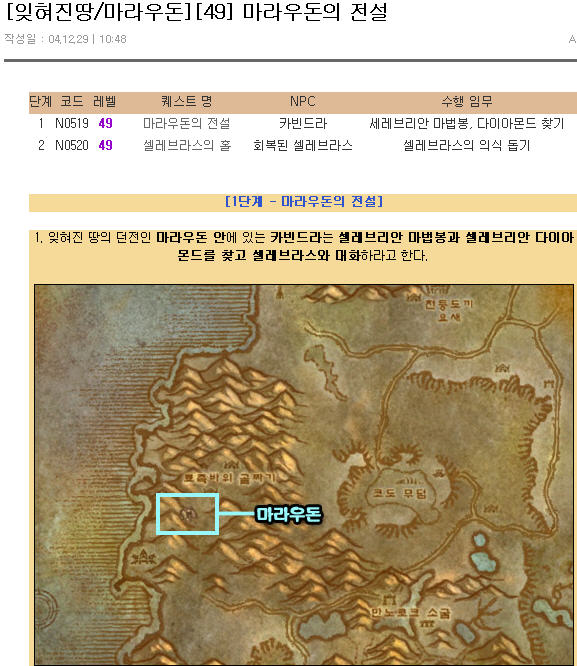 [잊혀진땅/마라우돈][49] 마라우돈의 전설
작성일 : 04,12,29 | 10:48
A
단계 코드 레벨 퀘스트 명 NPC 수행 임무
1 N0519 49 마라우돈의 전설 카빈드라 세레브리안 마법봉, 다이아몬드 찾기
2 N0520 49 셀레브라스의 홀 회복된 셀레브라스 셀레브라스의 의식 돕기
[1단계 - 마라우돈의 전설]
1. 잊혀진 땅의 던전인 마라우돈 안에 있는 카빈드라는 셀레브리안 마법봉과 셀레브리안 다이아
몬드를 찾고 셀레브라스와 대화하라고 한다.
천둥도끼
요새
골짜기
코도 무덤
마라우돈
만노로크 소굴